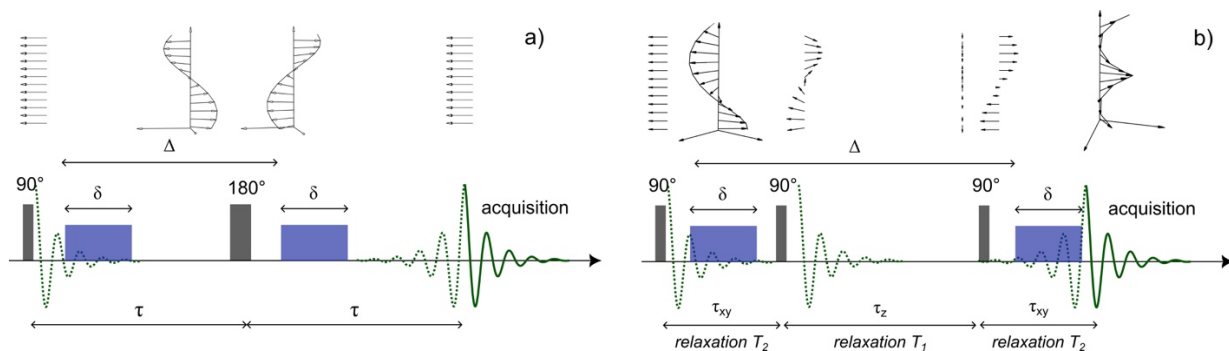 a)
Δ
90°
δ
180°
δ
acquisition
τ
τ
b)
Δ
90°
δ
90°
90°
δ
acquisition
τxy
τz
τxy
relaxation T2
relaxation T1
relaxation T2